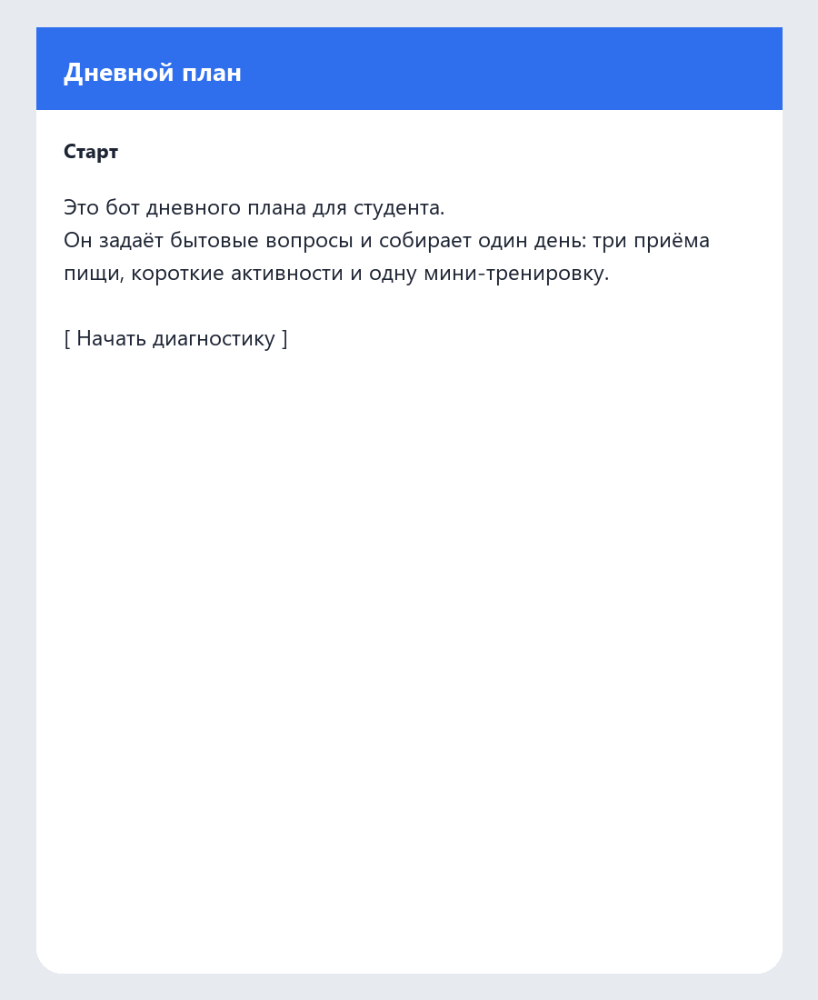 Дневной план
Старт
Это бот дневного плана для студента.
Он задаёт бытовые вопросы и собирает один день: три приёма
пищи, короткие активности и одну мини-тренировку.
[ Начать диагностику ]